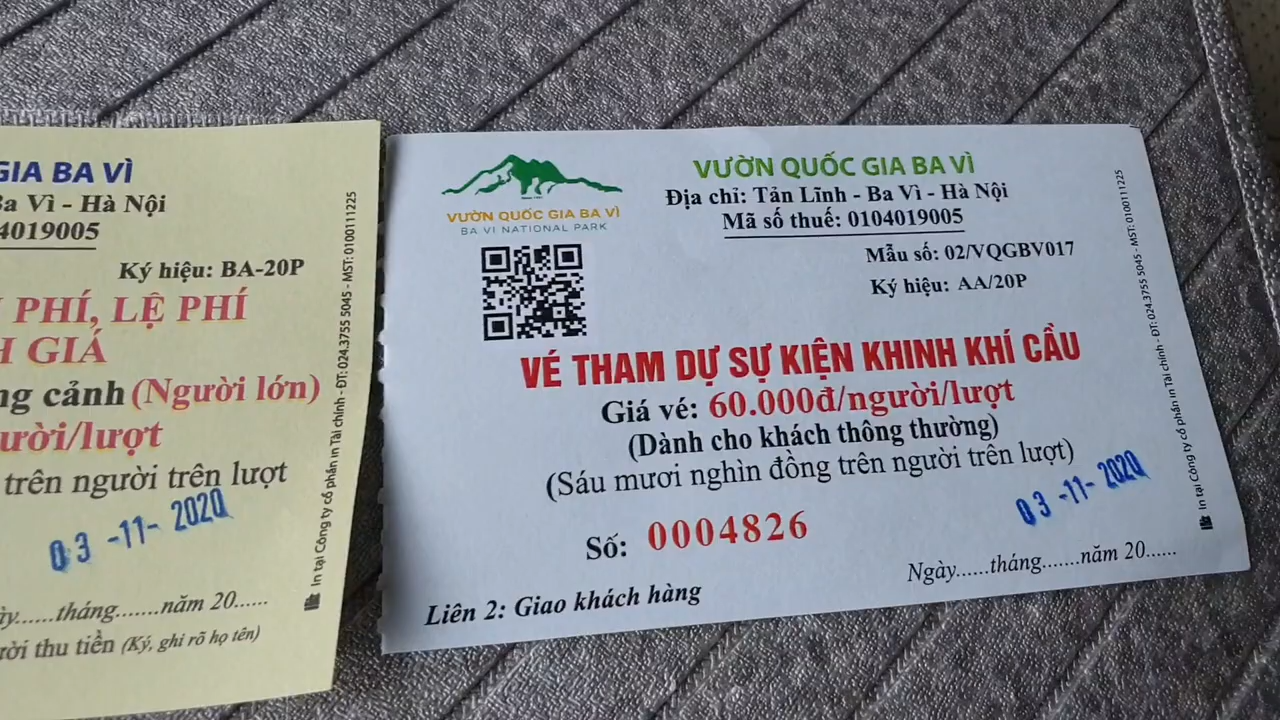 GIA BA VÌ
Ba Vì - Hà Nội
4019005
Ký hiệu: BA-20P
PHÍ, LỆ PHÍ
GIÁ
cảnh (Người lớn)
ười/lượt
trên người trên lượt
03 -11- 2020
tháng.......năm 20......
thu tiền (Ký, ghi rõ họ tên)
In tại Công ty cổ phần in Tài chính - ĐT: 024.3755 5045 - MST: 0100111225
VƯỜN QUỐC GIA BA VÌ
BA VI NATIONAL PARK
VƯỜN QUỐC GIA BA VÌ
Địa chỉ: Tản Lĩnh - Ba Vì - Hà Nội
Mã số thuế: 0104019005
Mẫu số: 02/VQGBV017
Ký hiệu: AA/20P
VÉ THAM DỰ SỰ KIỆN KHINH KHÍ CẦU
Giá vé: 60.000đ/người/lượt
(Dành cho khách thông thường)
(Sáu mươi nghìn đồng trên người trên lượt)
03 -11- 2020
Số: 0004826
Ngày......tháng.......năm 20......
Liên 2: Giao khách hàng
In tại Công ty cổ phần in Tài chính - ĐT: 024.3755 5045 - MST: 0100111225